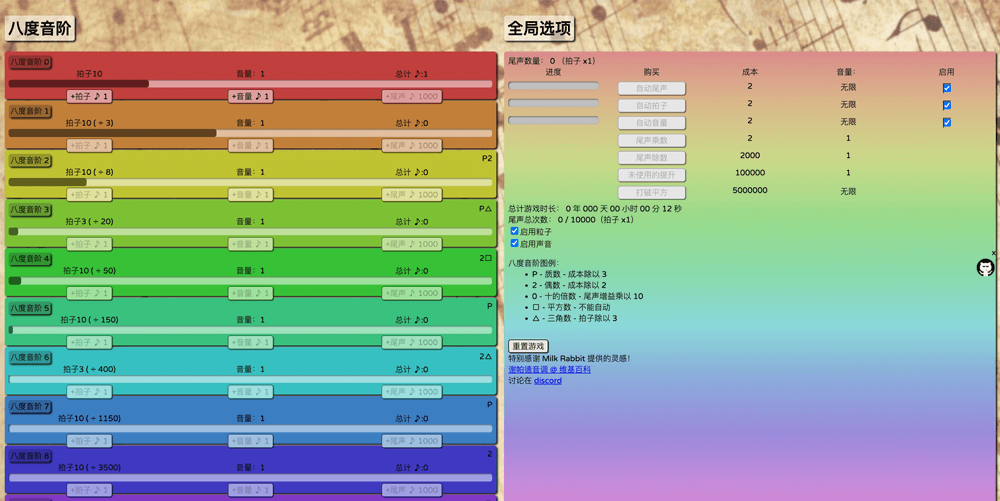 八度音阶
八度音阶 0
拍子10 音量：1 总计 ♪:1
+拍子 ♪ 1 +音量 ♪ 1 +尾声 ♪ 1000
八度音阶 1
拍子10 ( ÷ 3) 音量：1 总计 ♪:0
+拍子 ♪ 1 +音量 ♪ 1 +尾声 ♪ 1000
八度音阶 2 P2
拍子10 ( ÷ 8) 音量：1 总计 ♪:0
+拍子 ♪ 1 +音量 ♪ 1 +尾声 ♪ 1000
八度音阶 3 P△
拍子3 ( ÷ 20) 音量：1 总计 ♪:0
+拍子 ♪ 1 +音量 ♪ 1 +尾声 ♪ 1000
八度音阶 4 2□
拍子10 ( ÷ 50) 音量：1 总计 ♪:0
+拍子 ♪ 1 +音量 ♪ 1 +尾声 ♪ 1000
八度音阶 5 P
拍子10 ( ÷ 150) 音量：1 总计 ♪:0
+拍子 ♪ 1 +音量 ♪ 1 +尾声 ♪ 1000
八度音阶 6 2△
拍子3 ( ÷ 400) 音量：1 总计 ♪:0
+拍子 ♪ 1 +音量 ♪ 1 +尾声 ♪ 1000
八度音阶 7 P
拍子10 ( ÷ 1150) 音量：1 总计 ♪:0
+拍子 ♪ 1 +音量 ♪ 1 +尾声 ♪ 1000
八度音阶 8 2
拍子10 ( ÷ 3500) 音量：1 总计 ♪:0
+拍子 ♪ 1 +音量 ♪ 1 +尾声 ♪ 1000
全局选项
尾声数量： 0 （拍子 x1）
进度 购买 成本 音量： 启用
自动尾声 2 无限
自动拍子 2 无限
自动音量 2 无限
尾声乘数 2 1
尾声除数 2000 1
未使用的提升 100000 1
打破平方 5000000 无限
总计游戏时长： 0 年 000 天 00 小时 00 分 12 秒
尾声总次数： 0 / 10000（拍子 x1）
启用粒子
启用声音
x
八度音阶图例：
P - 质数 - 成本除以 3
2 - 偶数 - 成本除以 2
0 - 十的倍数 - 尾声增益乘以 10
□ - 平方数 - 不能自动
△ - 三角数 - 拍子除以 3
重置游戏
特别感谢 Milk Rabbit 提供的灵感！
谢帕德音调 @ 维基百科
讨论在 discord